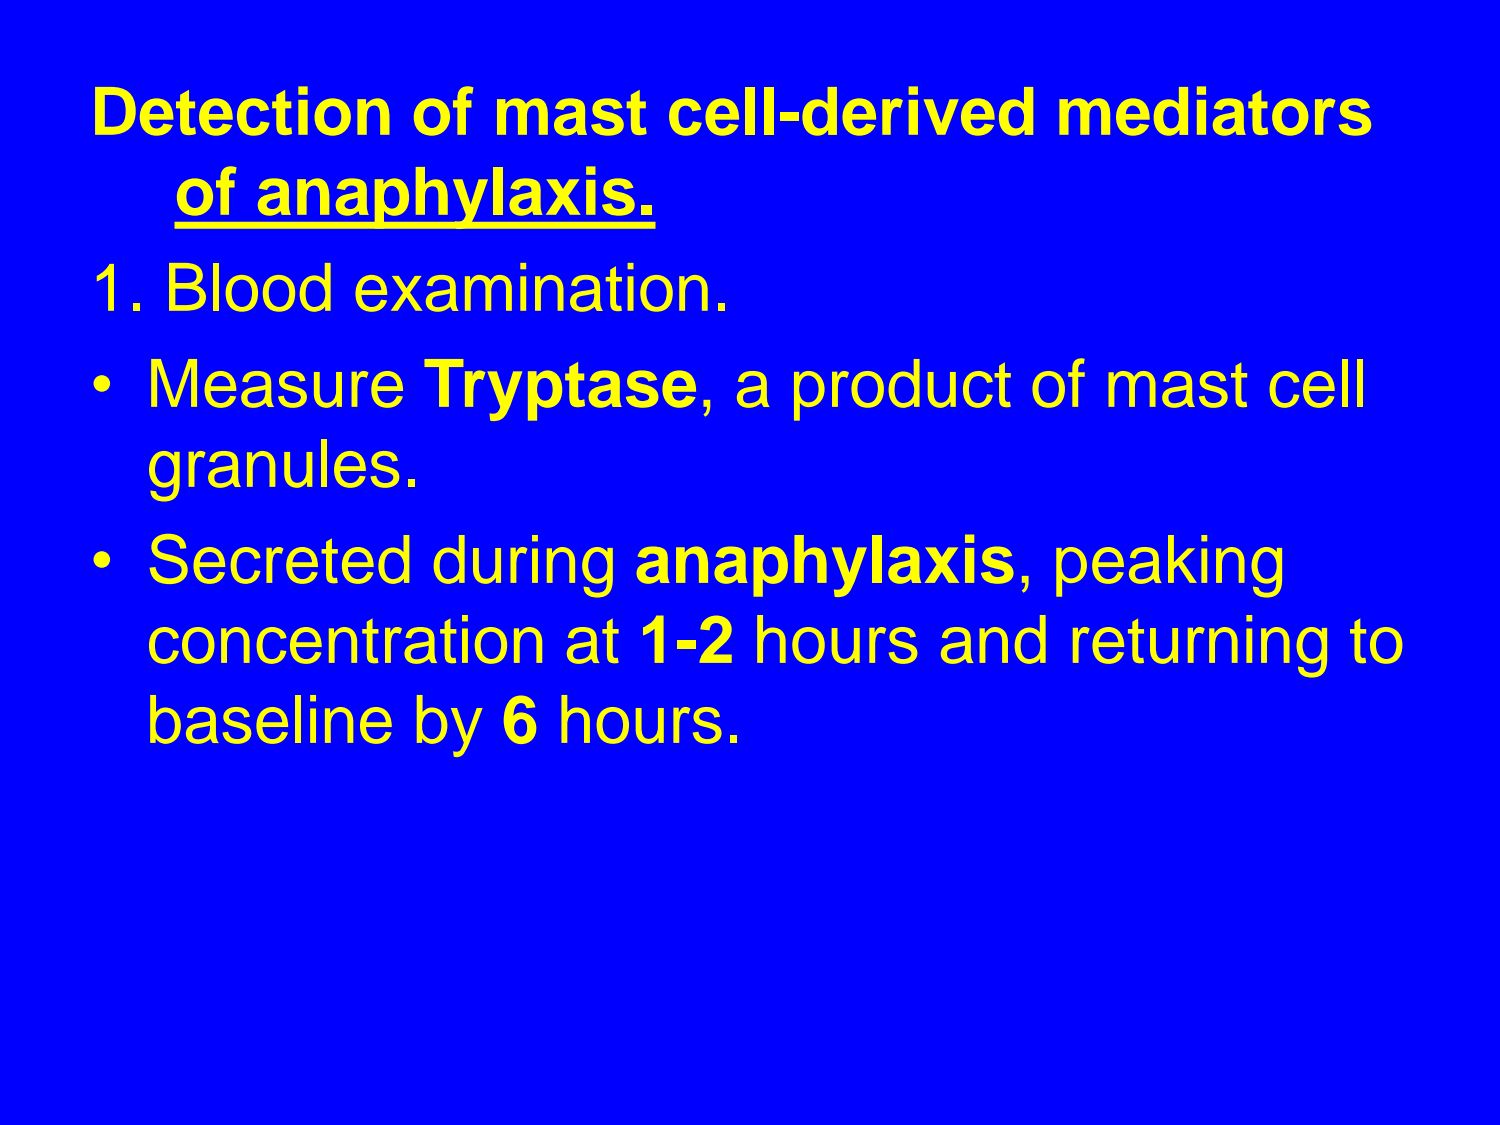 Detection of mast cell-derived mediators
of anaphylaxis.
1. Blood examination.
• Measure Tryptase, a product of mast cell
granules.
• Secreted during anaphylaxis, peaking
concentration at 1-2 hours and returning to
baseline by 6 hours.